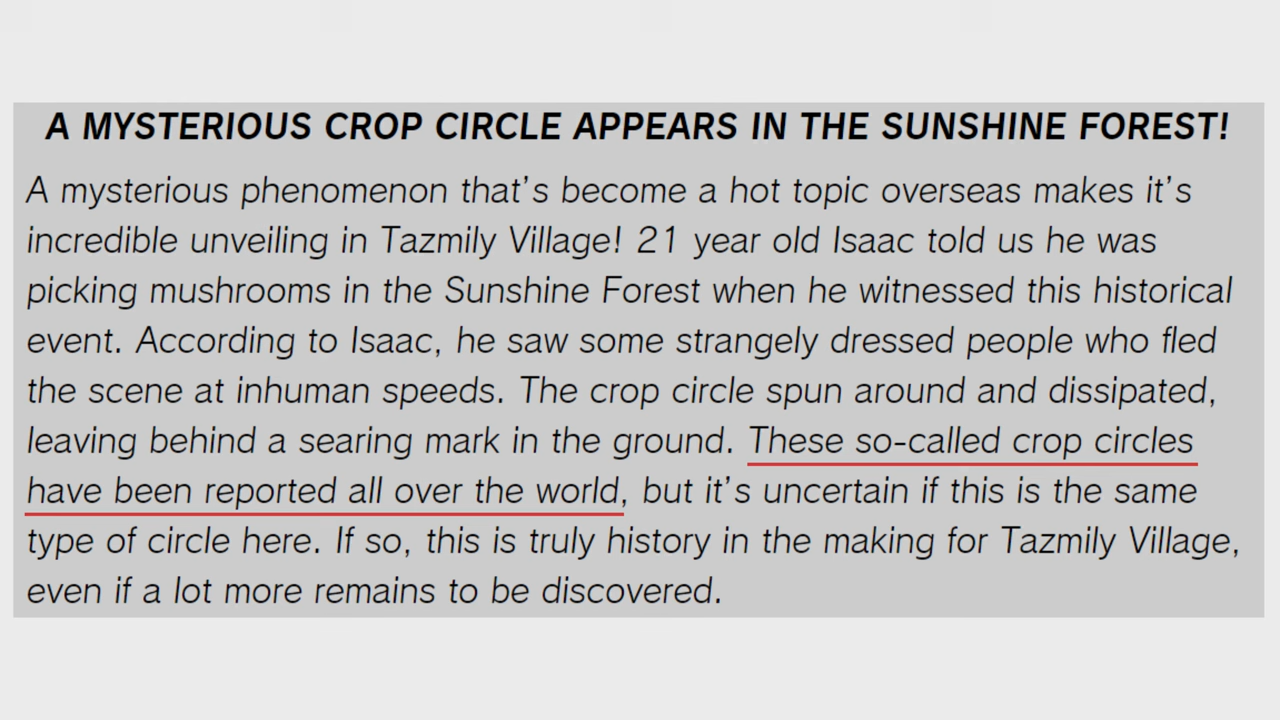 A MYSTERIOUS CROP CIRCLE APPEARS IN THE SUNSHINE FOREST!
A mysterious phenomenon that's become a hot topic overseas makes it's
incredible unveiling in Tazmily Village! 21 year old Isaac told us he was
picking mushrooms in the Sunshine Forest when he witnessed this historical
event. According to Isaac, he saw some strangely dressed people who fled
the scene at inhuman speeds. The crop circle spun around and dissipated,
leaving behind a searing mark in the ground. These so-called crop circles
have been reported all over the world, but it's uncertain if this is the same
type of circle here. If so, this is truly history in the making for Tazmily Village,
even if a lot more remains to be discovered.